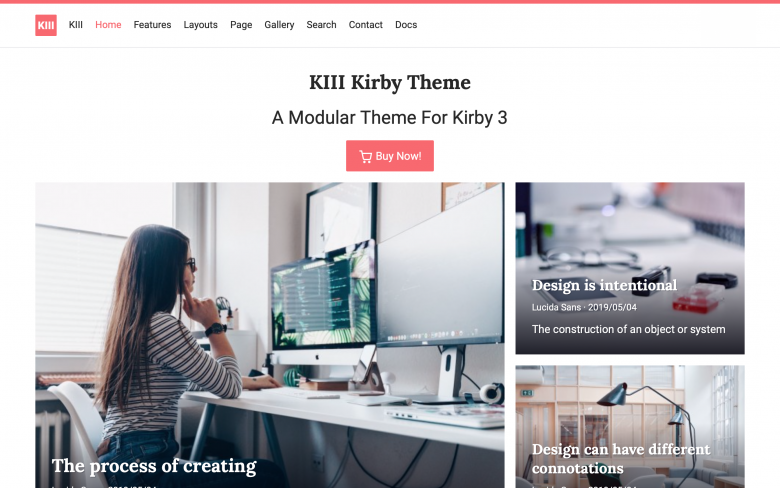 KIII
KIII Home Features Layouts Page Gallery Search Contact Docs
KIII Kirby Theme
A Modular Theme For Kirby 3
Buy Now!
Design is intentional
Lucida Sans · 2019/05/04
The construction of an object or system
The process of creating
Design can have different
connotations